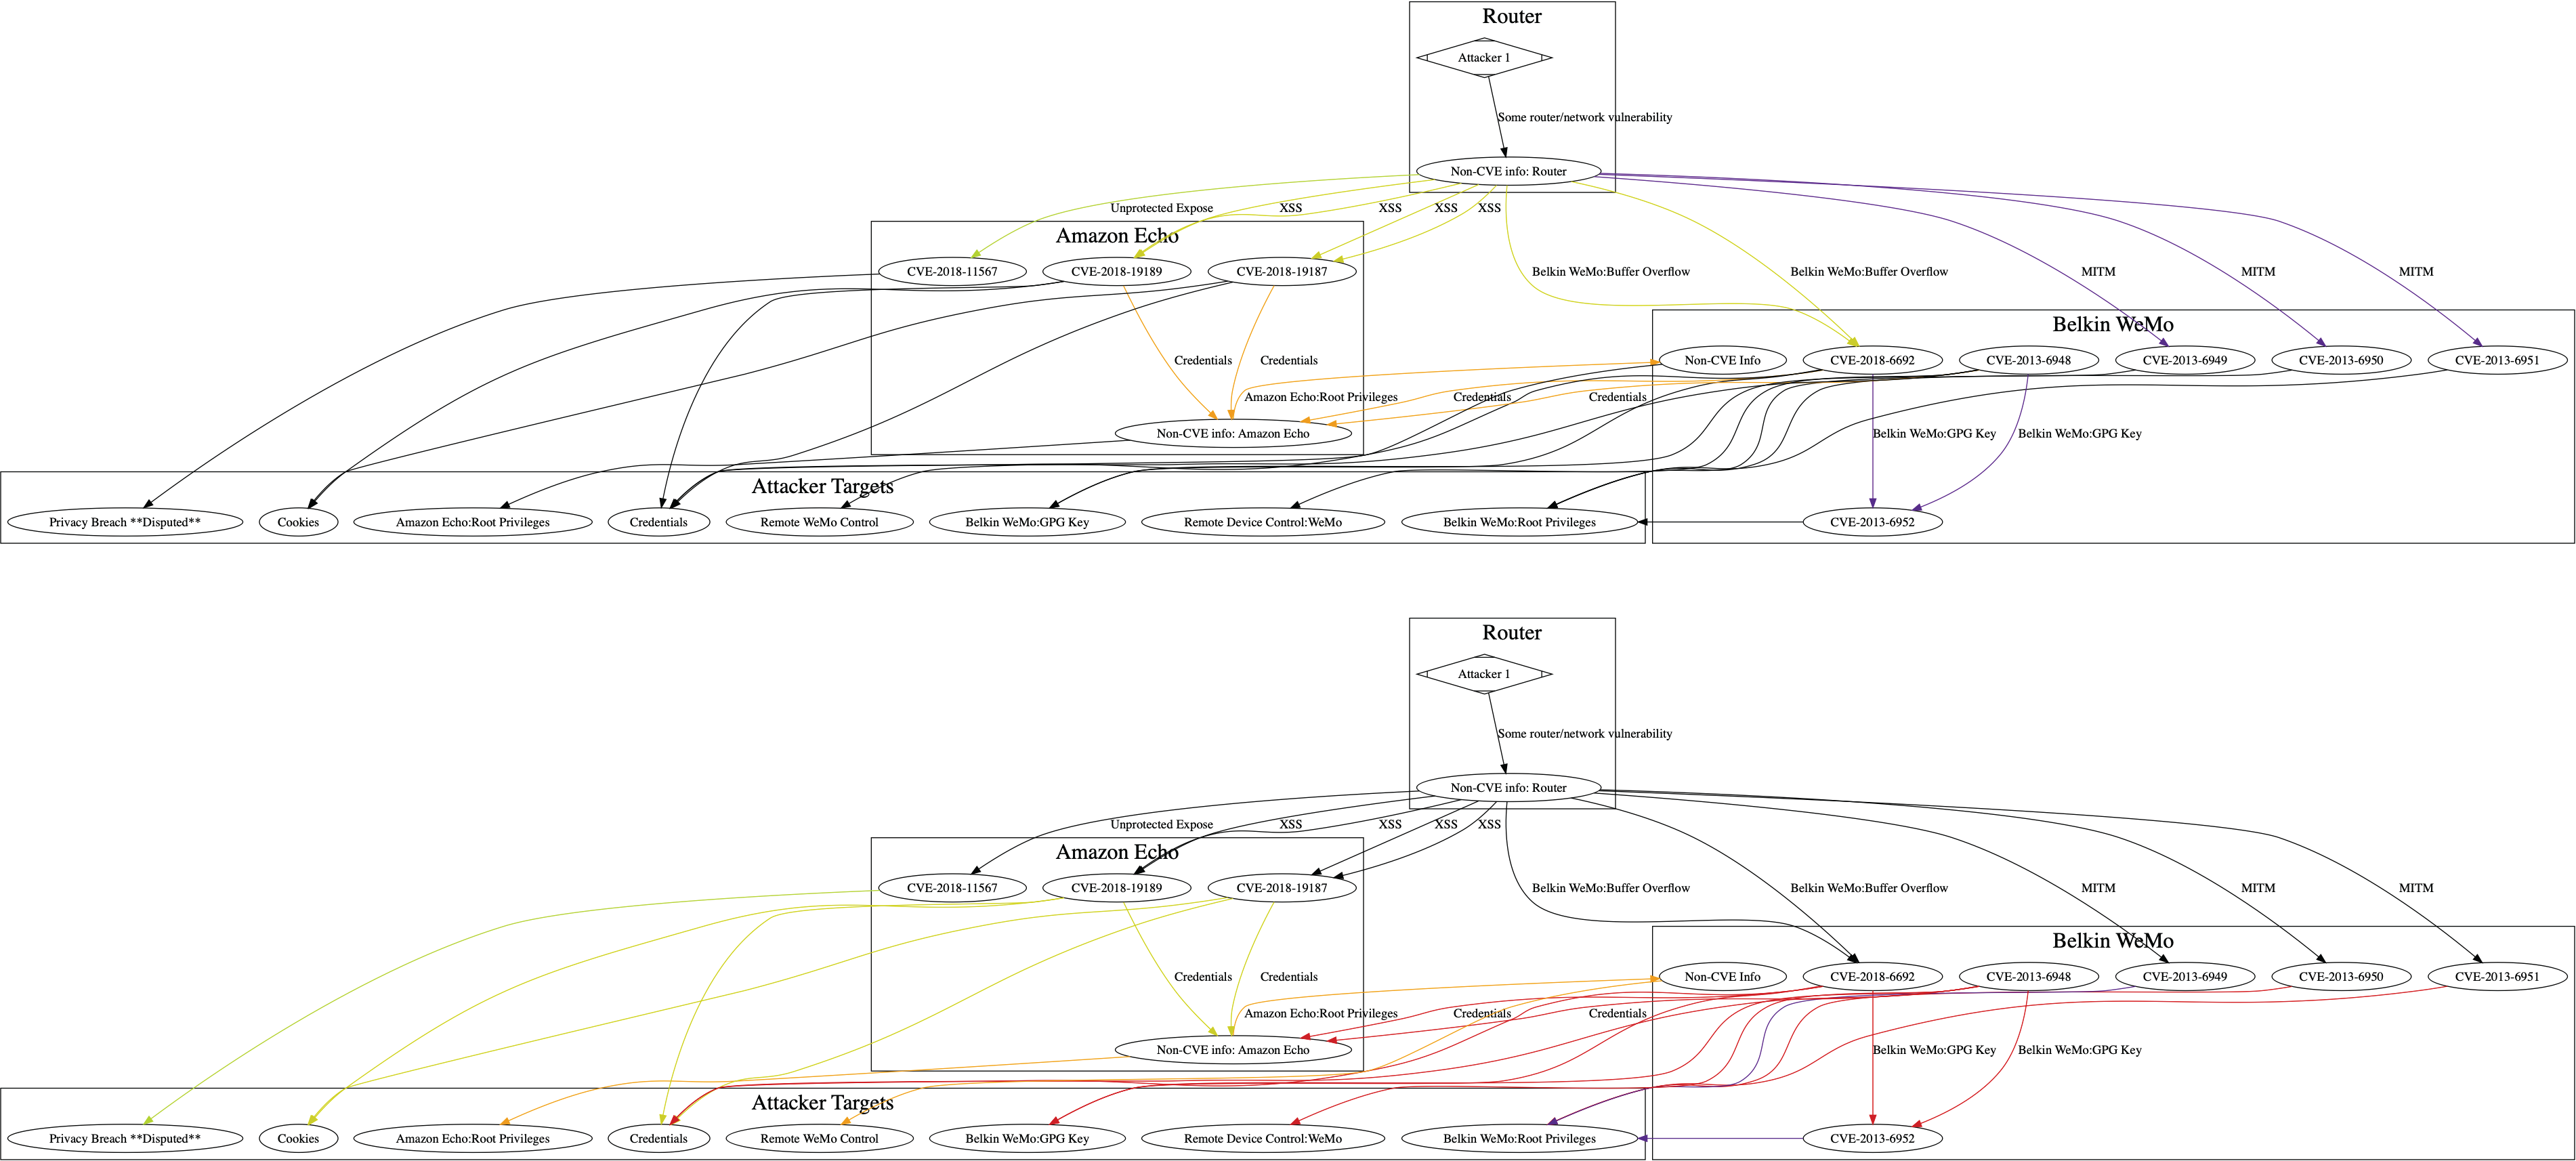 Router
Attacker 1
Some router/network vulnerability
Non-CVE info: Router
Unprotected Expose
XSS
XSS
XSS
XSS
Amazon Echo
CVE-2018-11567
CVE-2018-19189
CVE-2018-19187
Belkin WeMo:Buffer Overflow
Belkin WeMo:Buffer Overflow
MITM
MITM
MITM
Belkin WeMo
Credentials
Credentials
Non-CVE Info
CVE-2018-6692
CVE-2013-6948
CVE-2013-6949
CVE-2013-6950
CVE-2013-6951
Amazon Echo:Root Privileges
Credentials
Credentials
Non-CVE info: Amazon Echo
Belkin WeMo:GPG Key
Belkin WeMo:GPG Key
Attacker Targets
Privacy Breach **Disputed**
Cookies
Amazon Echo:Root Privileges
Credentials
Remote WeMo Control
Belkin WeMo:GPG Key
Remote Device Control:WeMo
Belkin WeMo:Root Privileges
CVE-2013-6952
Router
Attacker 1
Some router/network vulnerability
Non-CVE info: Router
Unprotected Expose
XSS
XSS
XSS
XSS
Amazon Echo
CVE-2018-11567
CVE-2018-19189
CVE-2018-19187
Belkin WeMo:Buffer Overflow
Belkin WeMo:Buffer Overflow
MITM
MITM
MITM
Belkin WeMo
Credentials
Credentials
Non-CVE Info
CVE-2018-6692
CVE-2013-6948
CVE-2013-6949
CVE-2013-6950
CVE-2013-6951
Amazon Echo:Root Privileges
Credentials
Credentials
Non-CVE info: Amazon Echo
Belkin WeMo:GPG Key
Belkin WeMo:GPG Key
Attacker Targets
Privacy Breach **Disputed**
Cookies
Amazon Echo:Root Privileges
Credentials
Remote WeMo Control
Belkin WeMo:GPG Key
Remote Device Control:WeMo
Belkin WeMo:Root Privileges
CVE-2013-6952